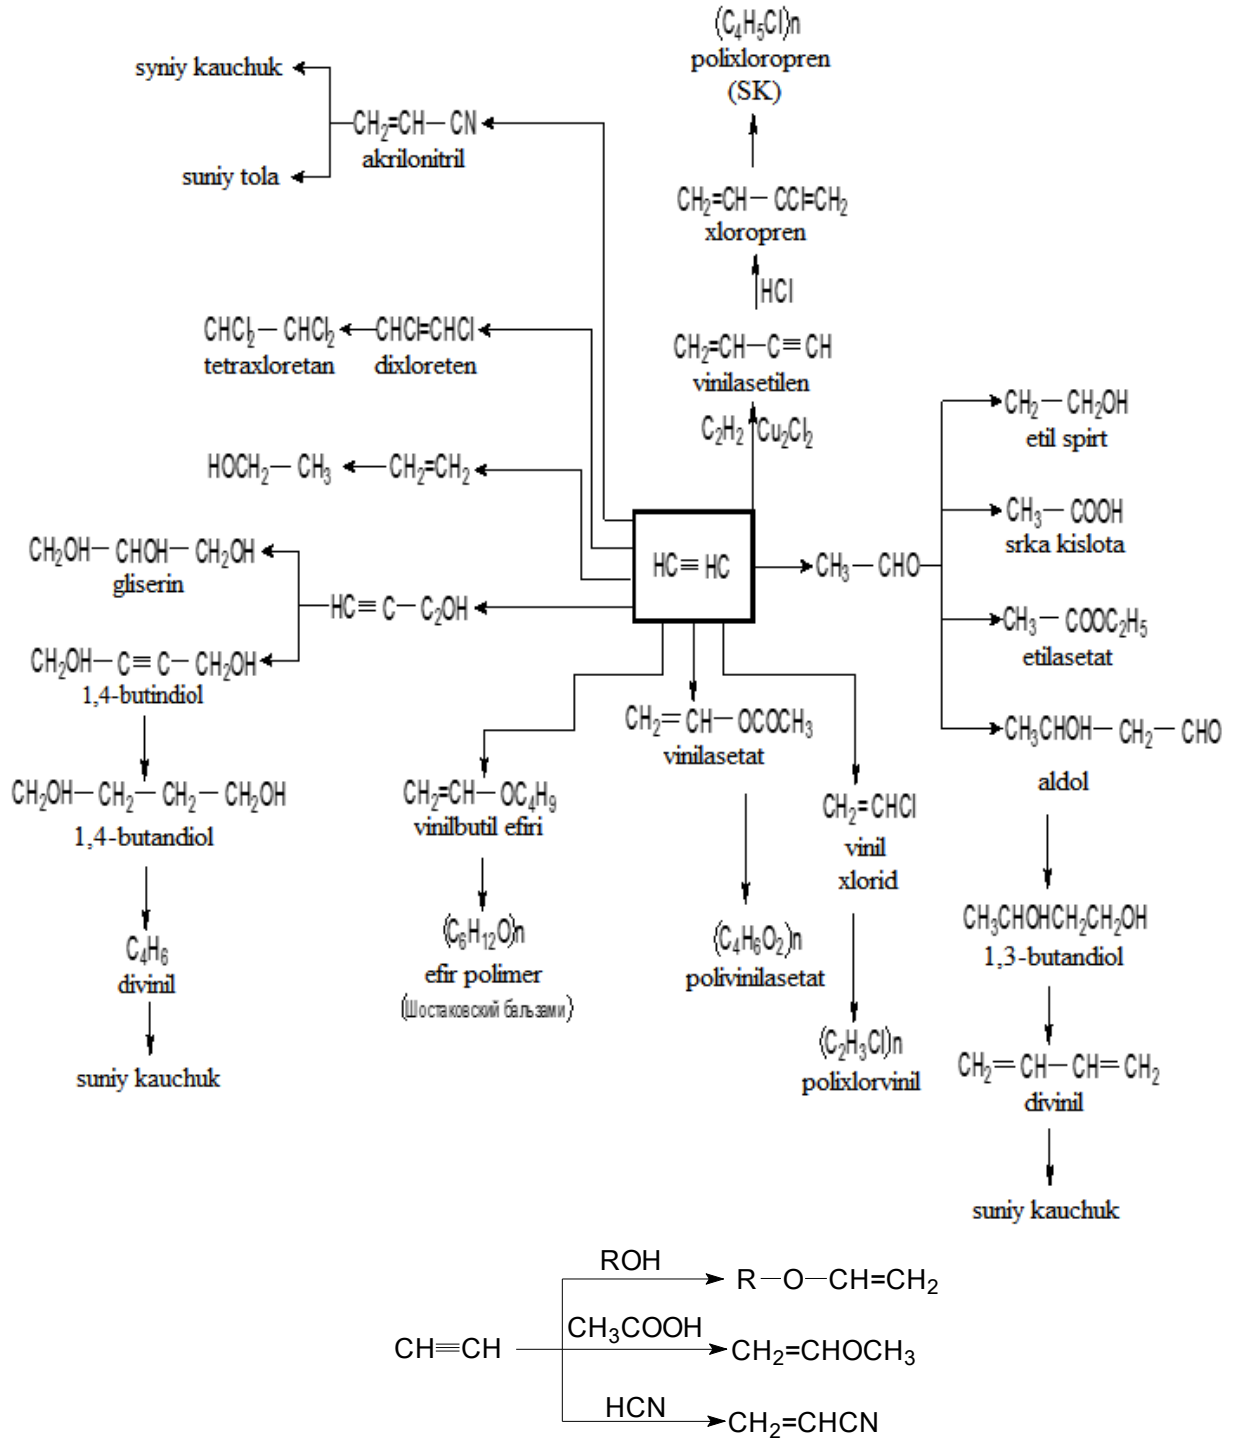 (C₄H₅Cl)n
polixloropren
(SK)
syniy kauchuk
CH₂=CH— CN
akrilonitril
suniy tola
CH₂=CH— CCl=CH₂
xloropren
HCl
CH₂=CH—C≡CH
vinilasetilen
C₂H₂ Cu₂Cl₂
CHCl₂— CHCl₂
tetraxloretan
CHCl=CHCl
dixloreten
HOCH₂— CH₃
CH₂=CH₂
CH₂— CH₂OH
etil spirt
CH₃— COOH
srka kislota
CH₂OH— CHOH— CH₂OH
gliserin
HC≡HC
CH₃— CHO
HC≡C— C₂OH
CH₃— COOC₂H₅
etilasetat
CH₂OH— C≡C— CH₂OH
1,4-butindiol
CH₂=CH— OCOCH₃
vinilasetat
CH₃CHOH— CH₂— CHO
aldol
CH₂OH—CH₂— CH₂— CH₂OH
1,4-butandiol
CH₂=CH— OC₄H₉
vinilbutil efiri
CH₂=CHCl
vinil
xlorid
C₄H₆
divinil
(C₆H₁₂O)n
efir polimer
(Шостаковский бальзами)
(C₄H₆O₂)n
polivinilasetat
CH₃CHOHCH₂CH₂OH
1,3-butandiol
suniy kauchuk
(C₂H₃Cl)n
polixlorvinil
CH₂=CH—CH=CH₂
divinil
suniy kauchuk
ROH
R—O—CH=CH₂
CH≡CH
CH₃COOH
CH₂=CHOCH₃
HCN
CH₂=CHCN